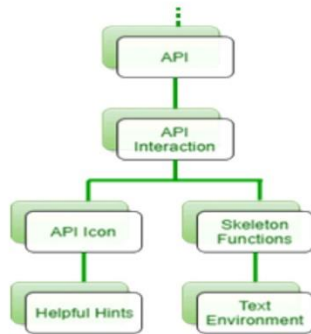 API
API
Interaction
API Icon
Skeleton
Functions
Helpful Hints
Text
Environment